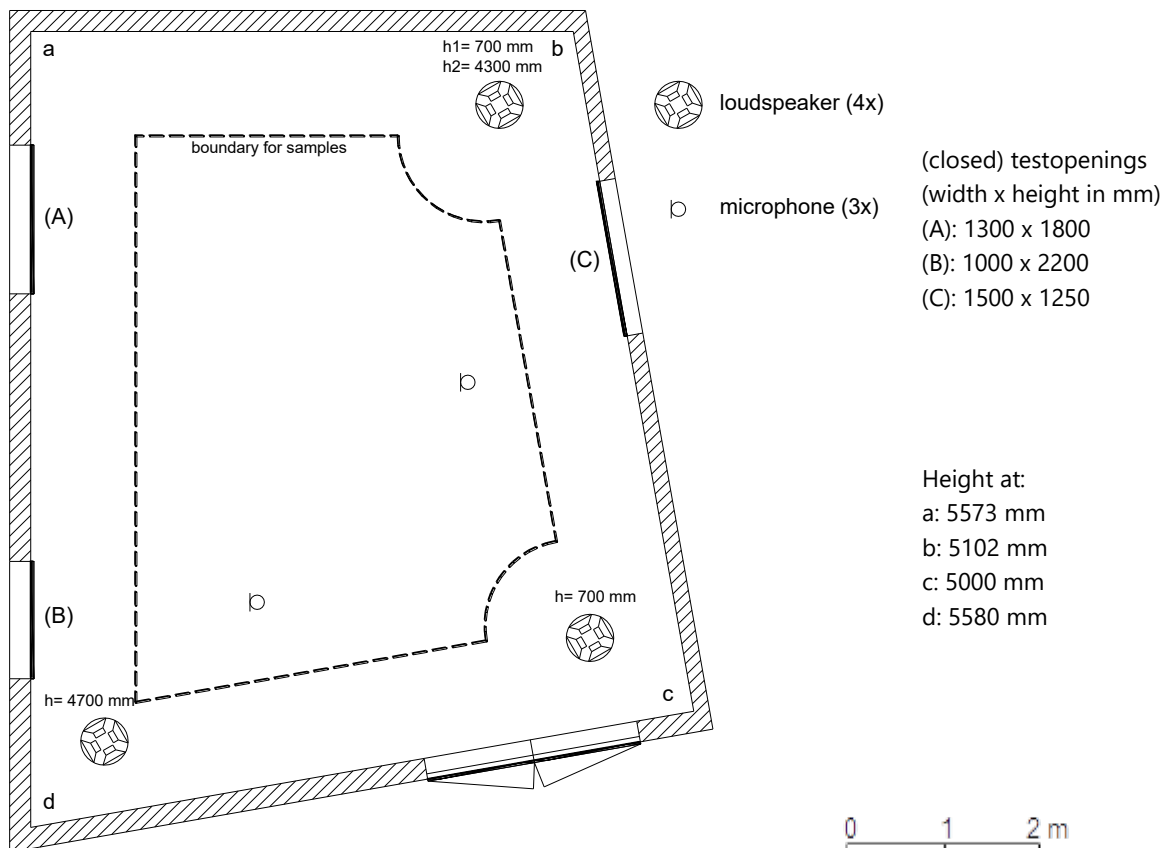 a
h1= 700 mm
h2= 4300 mm
b
loudspeaker (4x)
boundary for samples
(closed) testopenings
(width x height in mm)
(A): 1300 x 1800
(B): 1000 x 2200
(C): 1500 x 1250
microphone (3x)
(A)
(C)
Height at:
a: 5573 mm
b: 5102 mm
c: 5000 mm
d: 5580 mm
h= 700 mm
(B)
h= 4700 mm
c
d
0 1 2 m